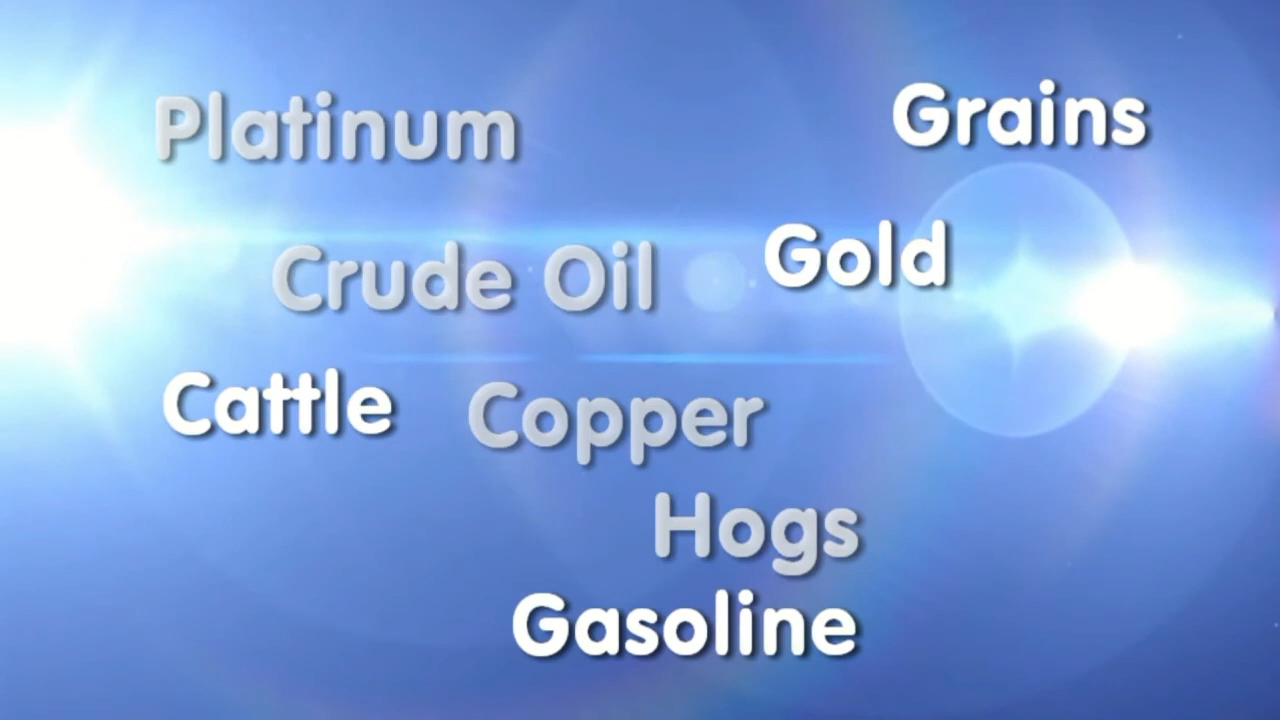 Platinum
Grains
Crude Oil
Gold
Cattle
Copper
Hogs
Gasoline